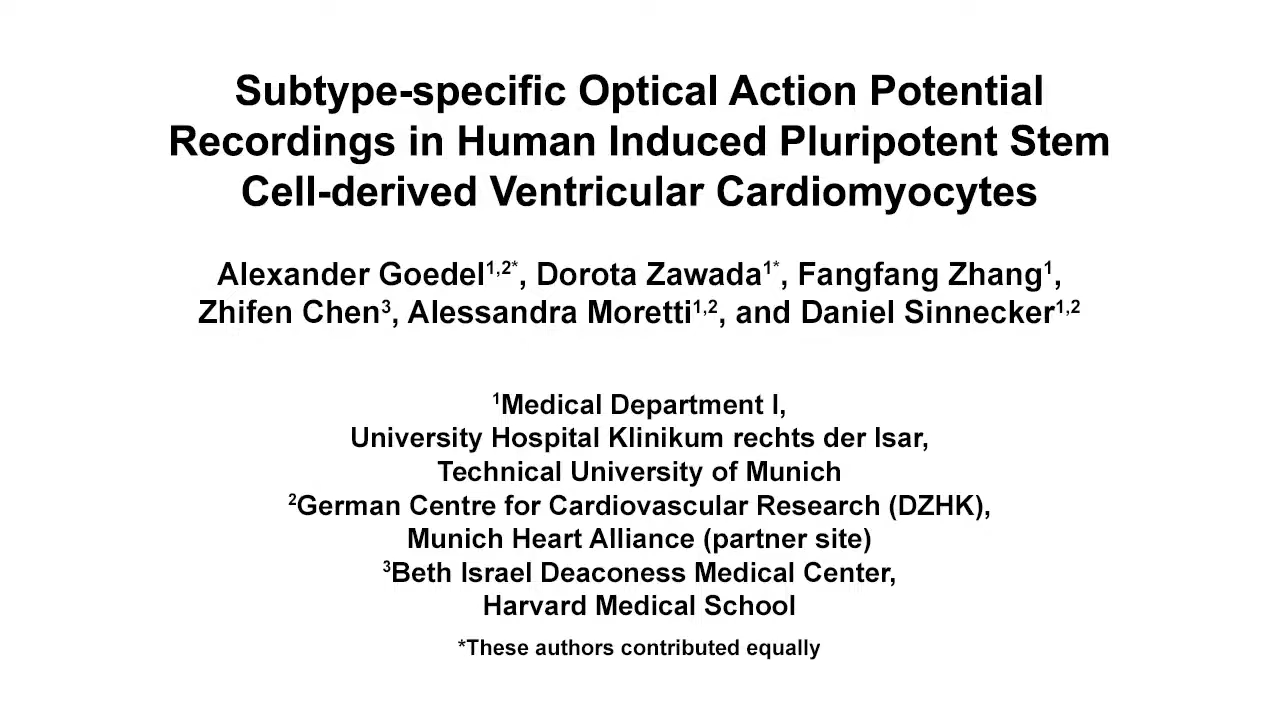 Subtype-specific Optical Action Potential
Recordings in Human Induced Pluripotent Stem
Cell-derived Ventricular Cardiomyocytes
Alexander Goedel1,2*, Dorota Zawada1*, Fangfang Zhang1,
Zhifen Chen3, Alessandra Moretti1,2, and Daniel Sinnecker1,2
1Medical Department I,
University Hospital Klinikum rechts der Isar,
Technical University of Munich
2German Centre for Cardiovascular Research (DZHK),
Munich Heart Alliance (partner site)
3Beth Israel Deaconess Medical Center,
Harvard Medical School
*These authors contributed equally